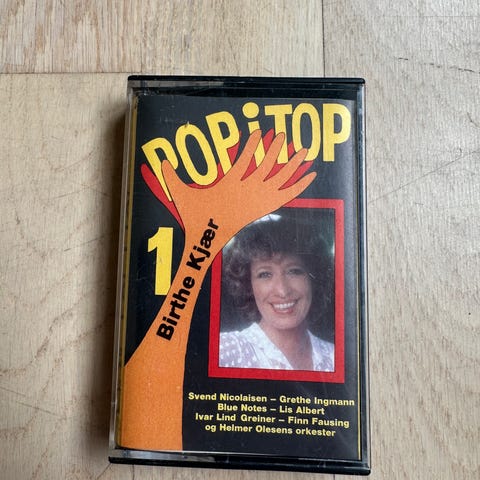 POP i TOP
1
Birthe Kjær
Svend Nicolaisen – Grethe Ingmann
Blue Notes – Lis Albert
Ivar Lind Greiner – Finn Fausing
og Helmer Olesens orkester